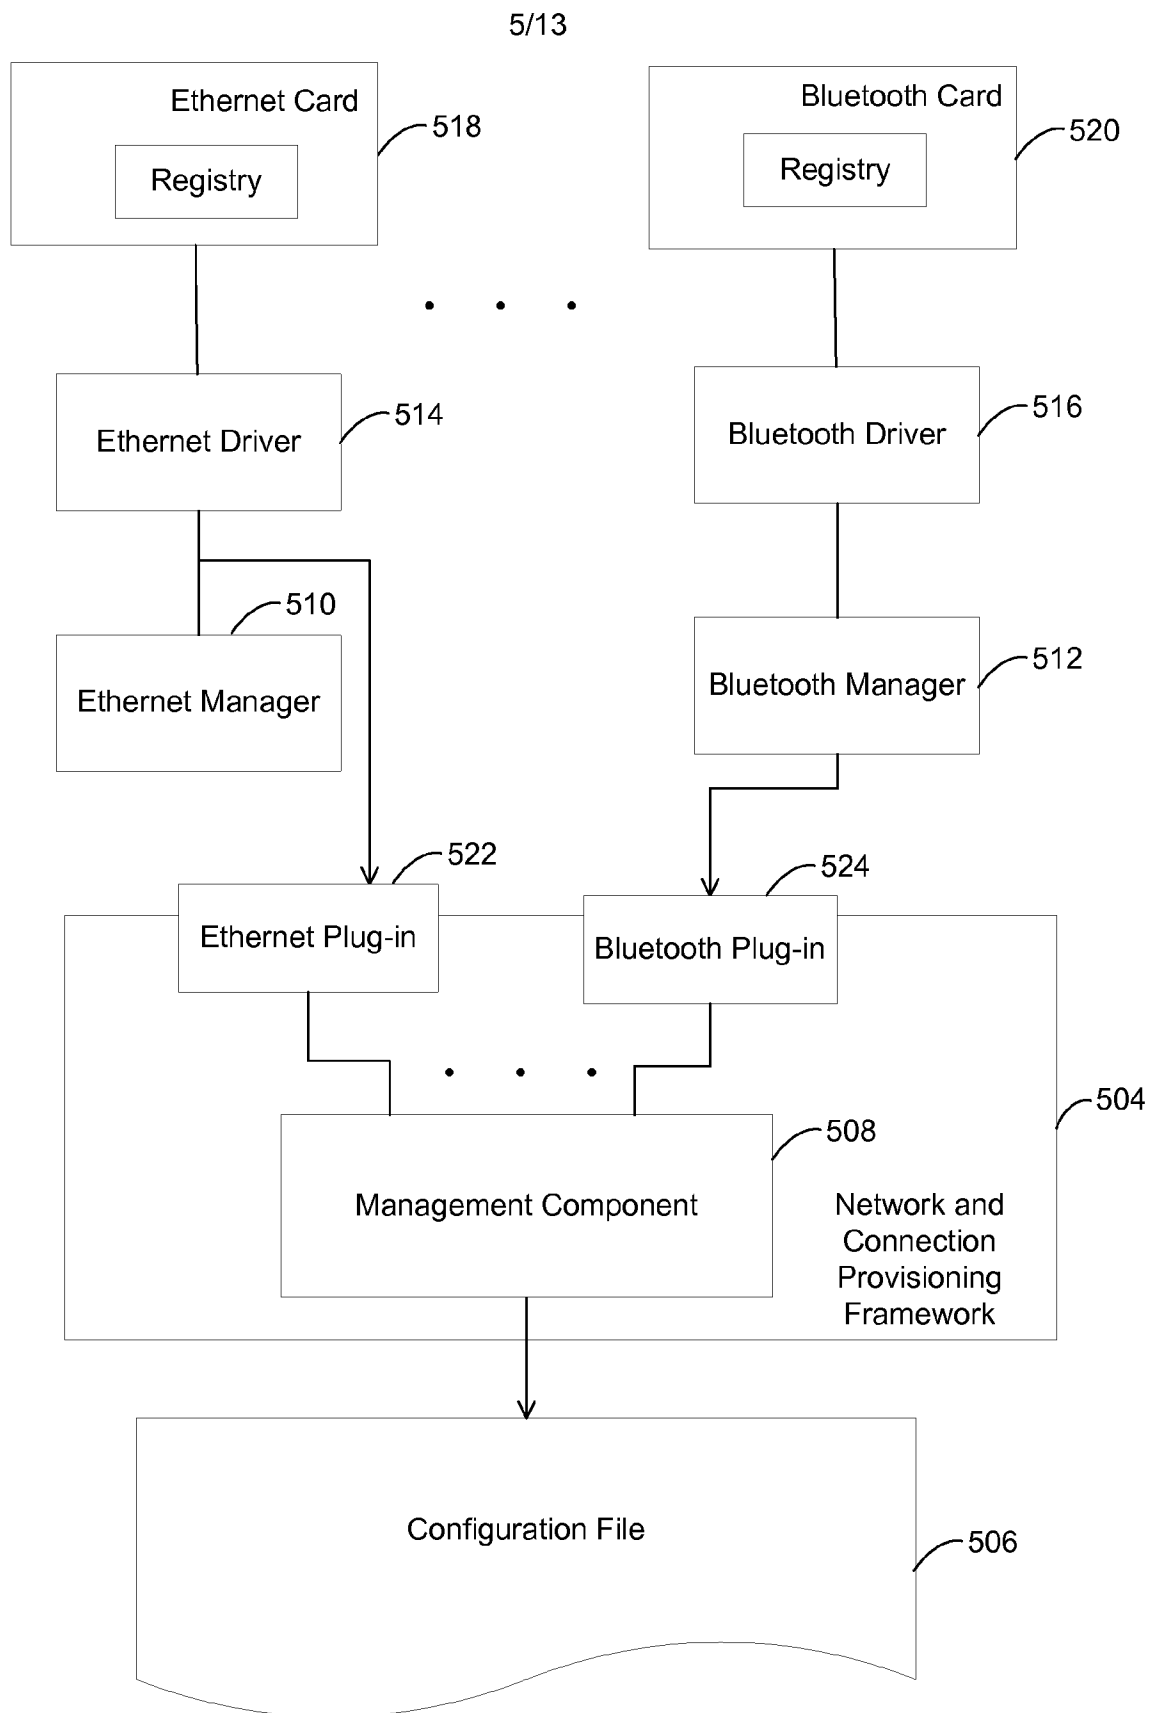 5/13
Ethernet Card
518
Registry
Bluetooth Card
520
Registry
Ethernet Driver
514
Bluetooth Driver
516
510
Ethernet Manager
Bluetooth Manager
512
522
Ethernet Plug-in
524
Bluetooth Plug-in
504
508
Management Component
Network and
Connection
Provisioning
Framework
Configuration File
506